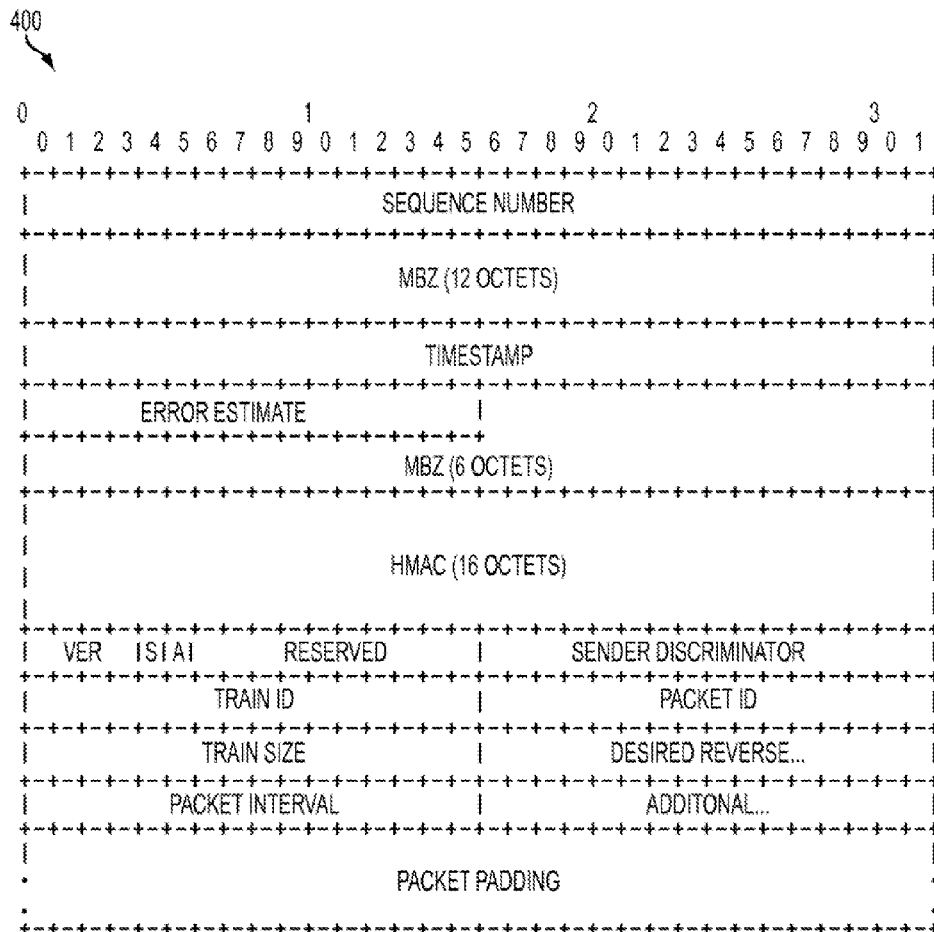 400
0 1 2 3
0 1 2 3 4 5 6 7 8 9 0 1 2 3 4 5 6 7 8 9 0 1 2 3 4 5 6 7 8 9 0 1
SEQUENCE NUMBER
MBZ (12 OCTETS)
TIMESTAMP
ERROR ESTIMATE
MBZ (6 OCTETS)
HMAC (16 OCTETS)
VER | S | A | RESERVED | SENDER DISCRIMINATOR
TRAIN ID | PACKET ID
TRAIN SIZE | DESIRED REVERSE...
PACKET INTERVAL | ADDITONAL...
PACKET PADDING